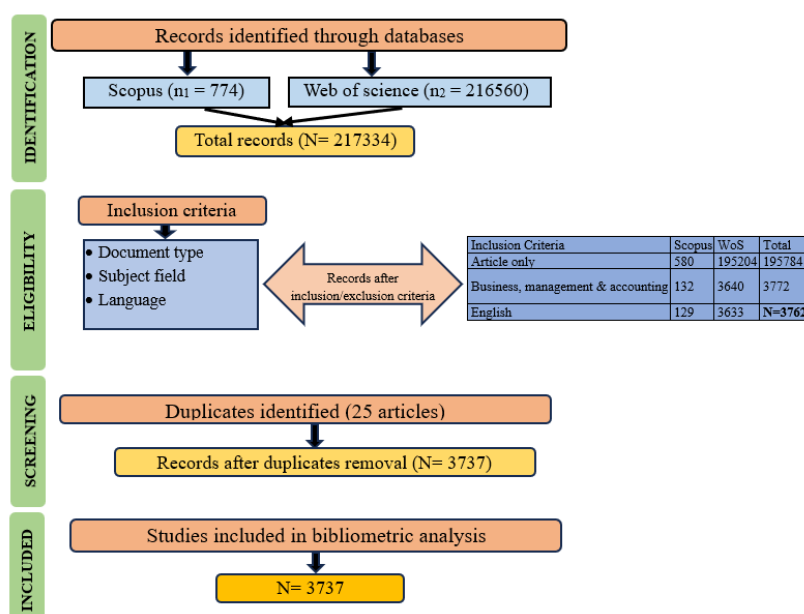 IDENTIFICATION
Records identified through databases
Scopus (n1 = 774)
Web of science (n2 = 216560)
Total records (N= 217334)
ELIGIBILITY
Inclusion criteria
• Document type
• Subject field
• Language
Records after
inclusion/exclusion criteria
Inclusion Criteria Scopus WoS Total
Article only 580 195204 195784
Business, management & accounting 132 3640 3772
English 129 3633 N=3762
SCREENING
Duplicates identified (25 articles)
Records after duplicates removal (N= 3737)
INCLUDED
Studies included in bibliometric analysis
N= 3737